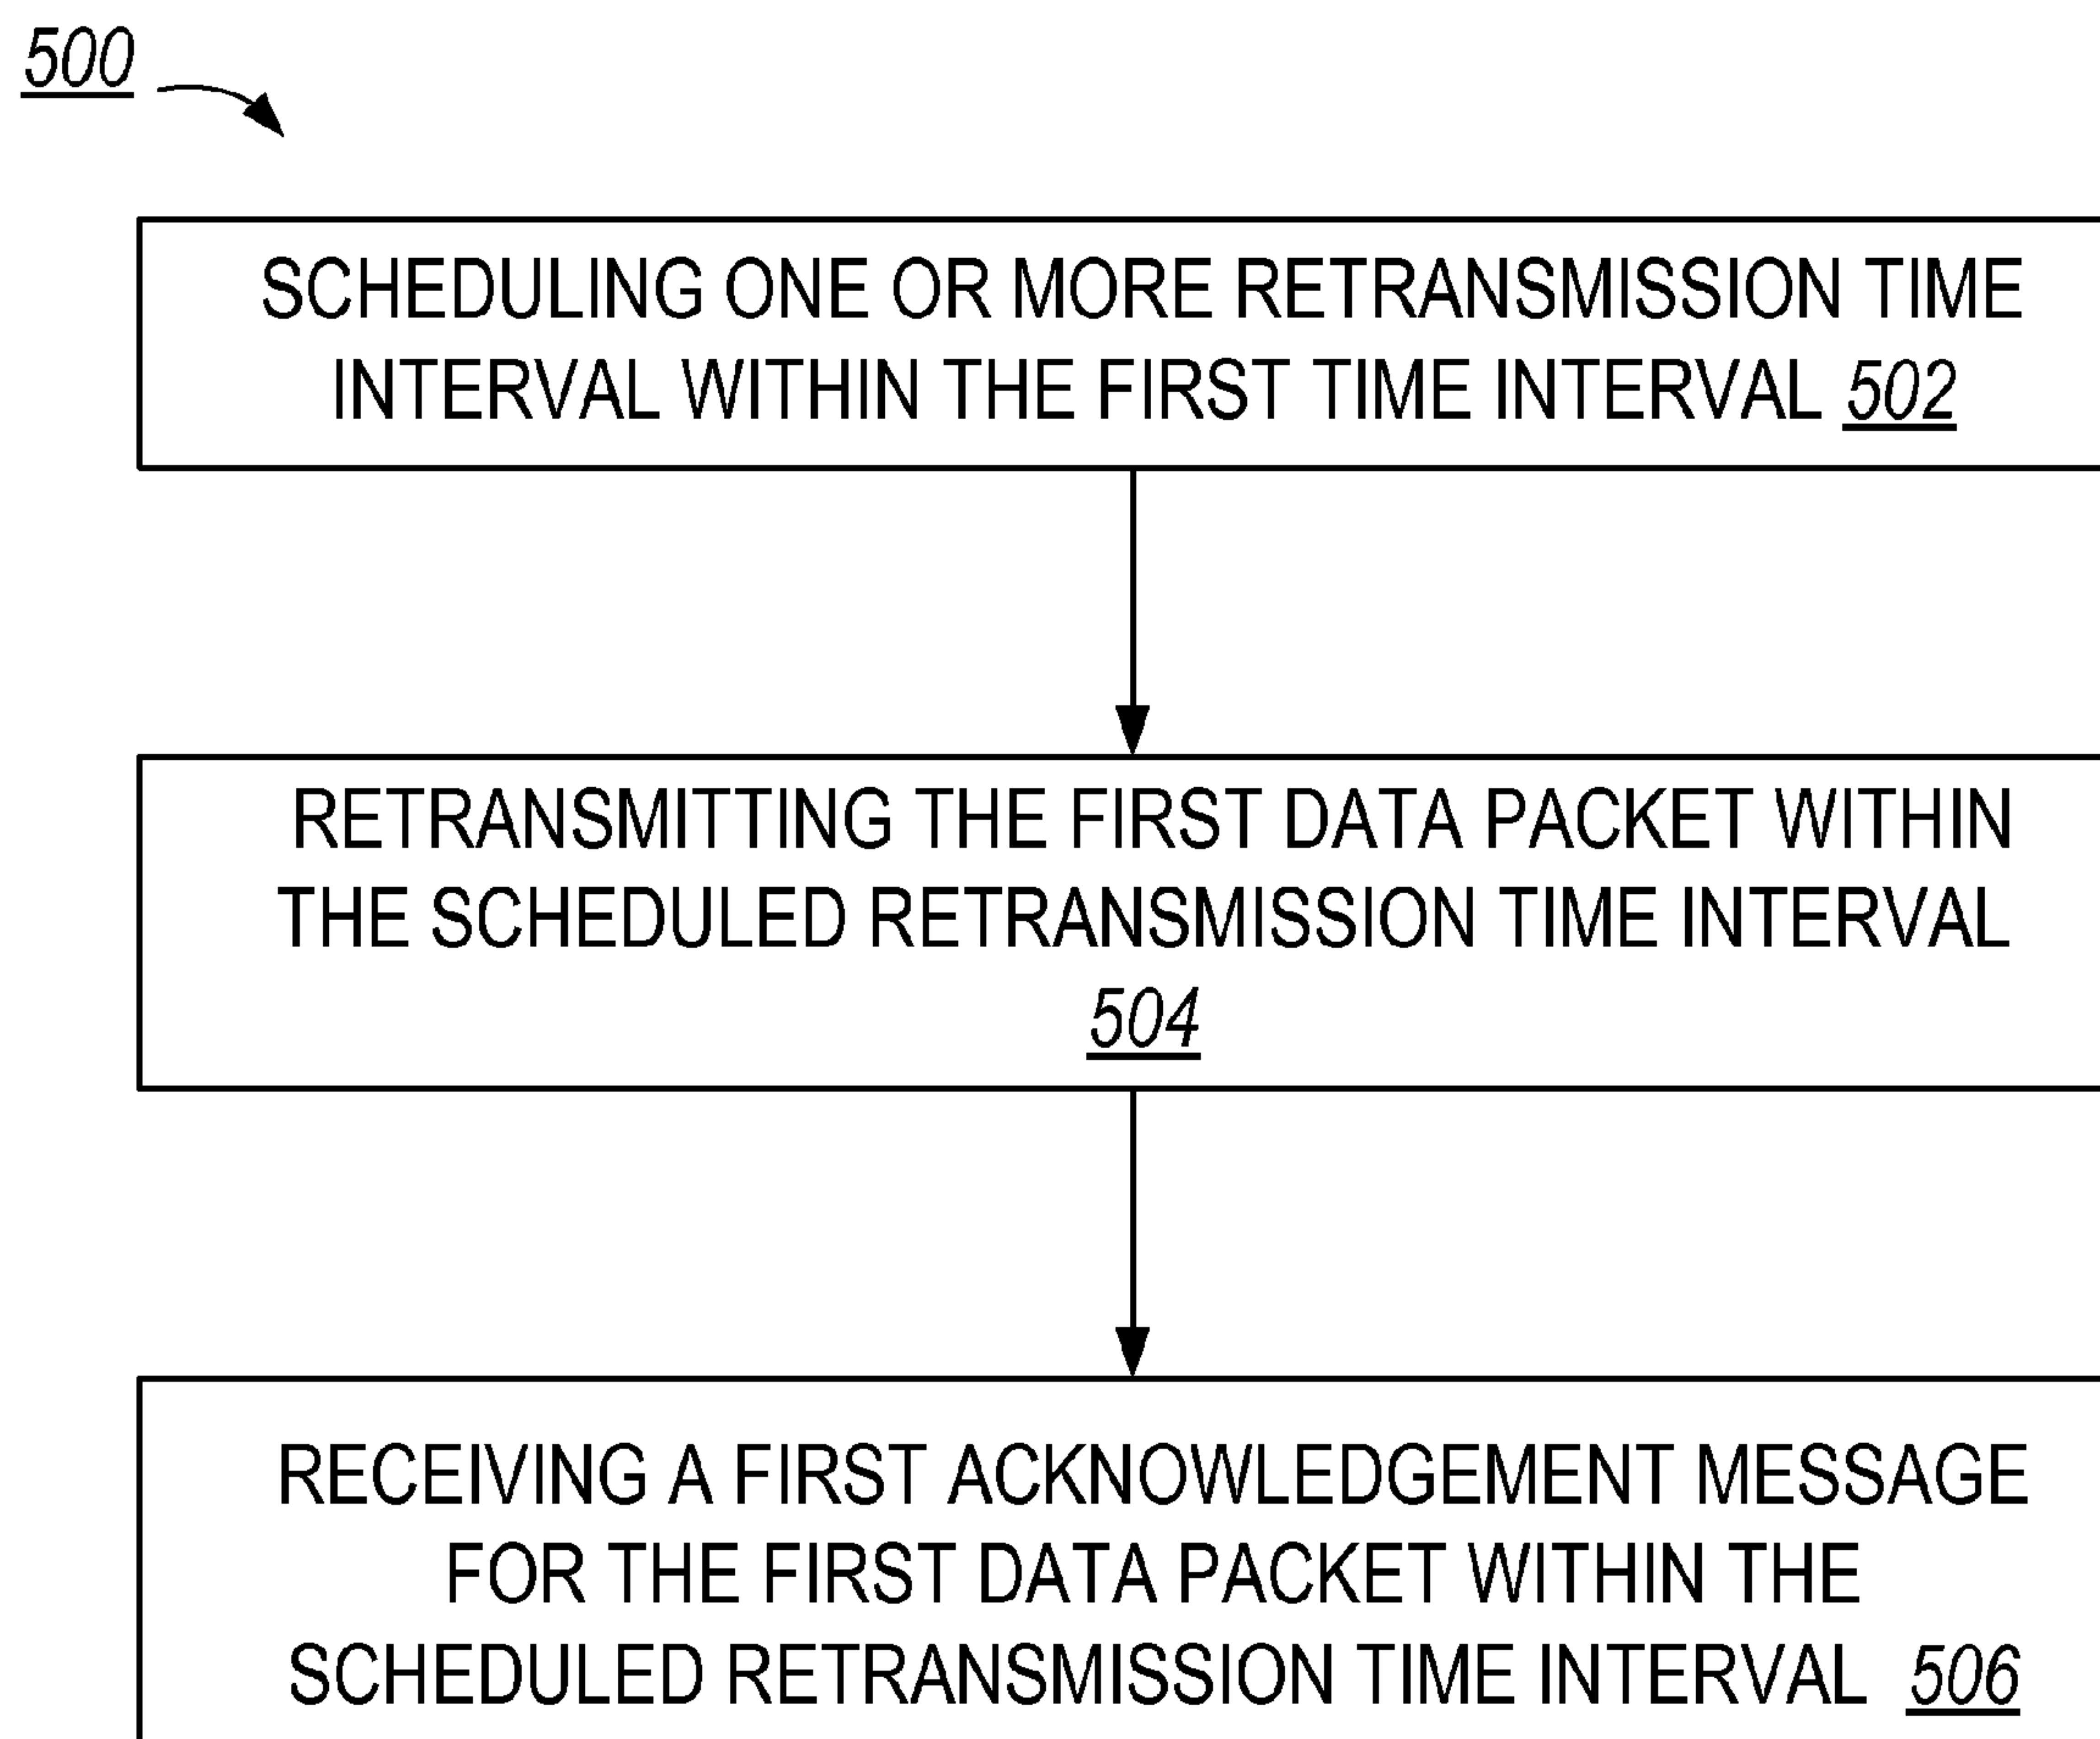 500
SCHEDULING ONE OR MORE RETRANSMISSION TIME
INTERVAL WITHIN THE FIRST TIME INTERVAL 502
RETRANSMITTING THE FIRST DATA PACKET WITHIN
THE SCHEDULED RETRANSMISSION TIME INTERVAL
504
RECEIVING A FIRST ACKNOWLEDGEMENT MESSAGE
FOR THE FIRST DATA PACKET WITHIN THE
SCHEDULED RETRANSMISSION TIME INTERVAL 506